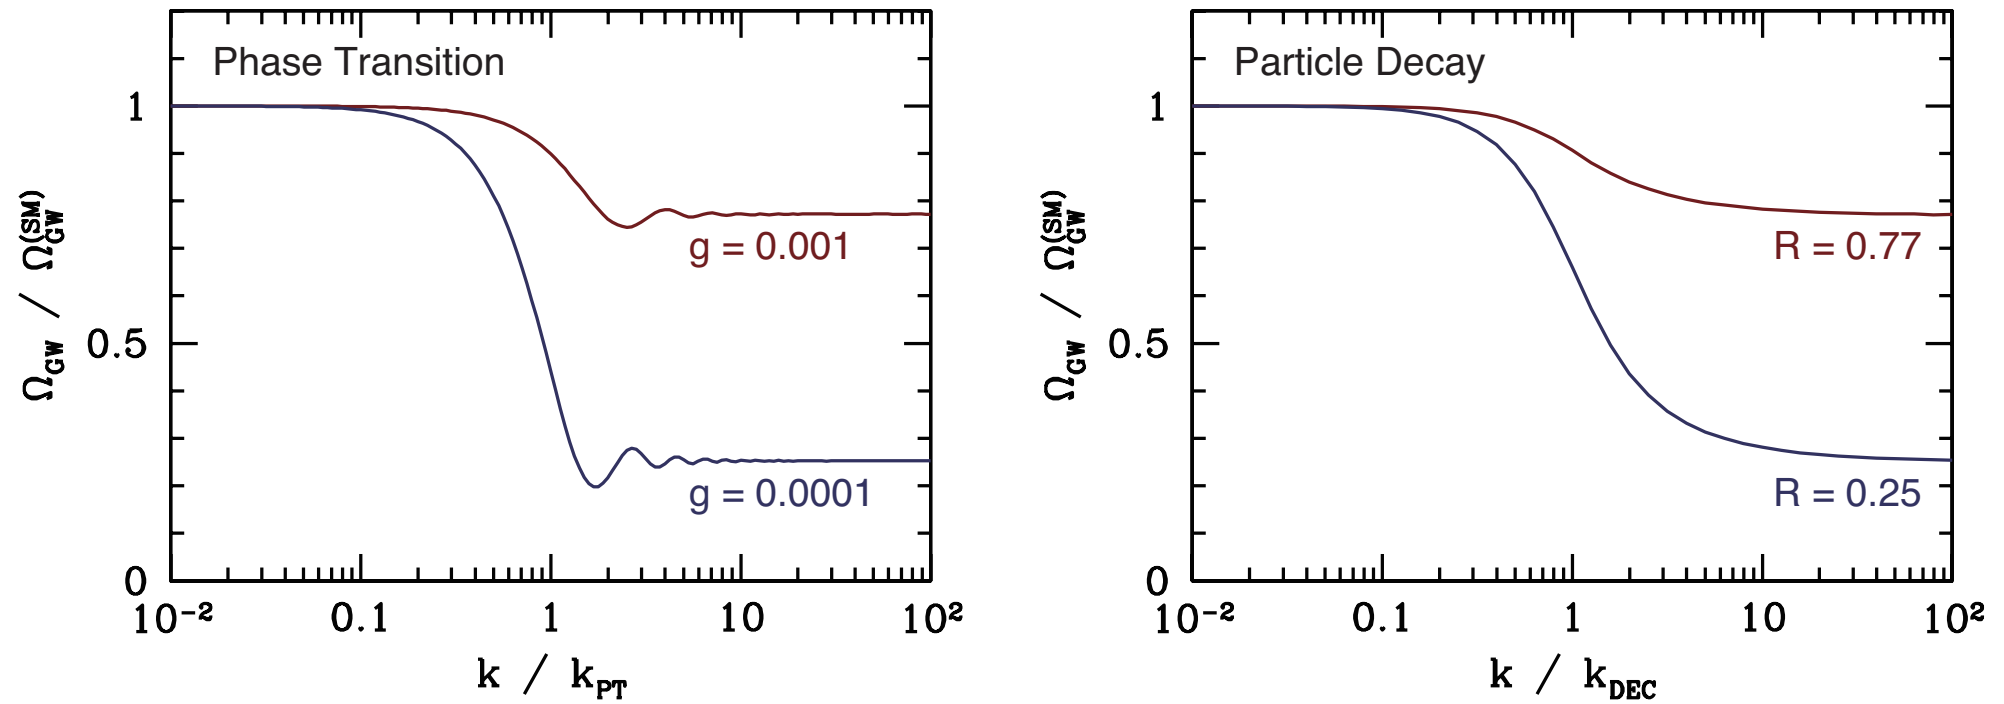 Phase Transition
Ω_GW / Ω_GW^(SM)
1
0.5
0
g = 0.001
g = 0.0001
10⁻² 0.1 1 10 10²
k / k_PT
Particle Decay
Ω_GW / Ω_GW^(SM)
1
0.5
0
R = 0.77
R = 0.25
10⁻² 0.1 1 10 10²
k / k_DEC